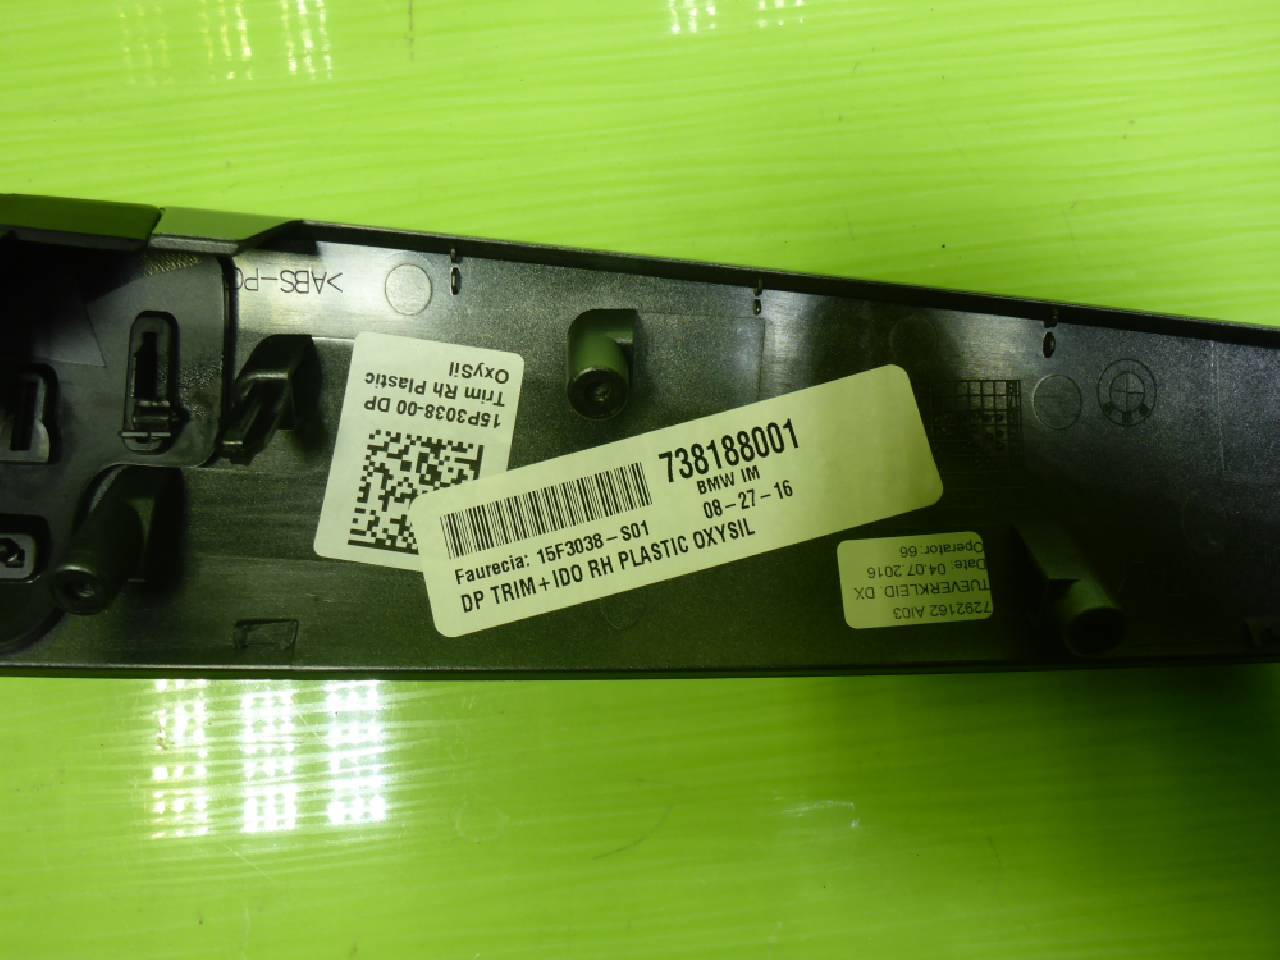 >ABS-PC
15P3038-00 DP
Trim Rh Plastic
OxySil
738188001
BMW IM
08-27-16
Faurecia: 15F3038-S01
DP TRIM+IDO RH PLASTIC OXYSIL
7292162 AI03
TUEVERKLEID. DX
Date: 04.07.2016
Operator: 66